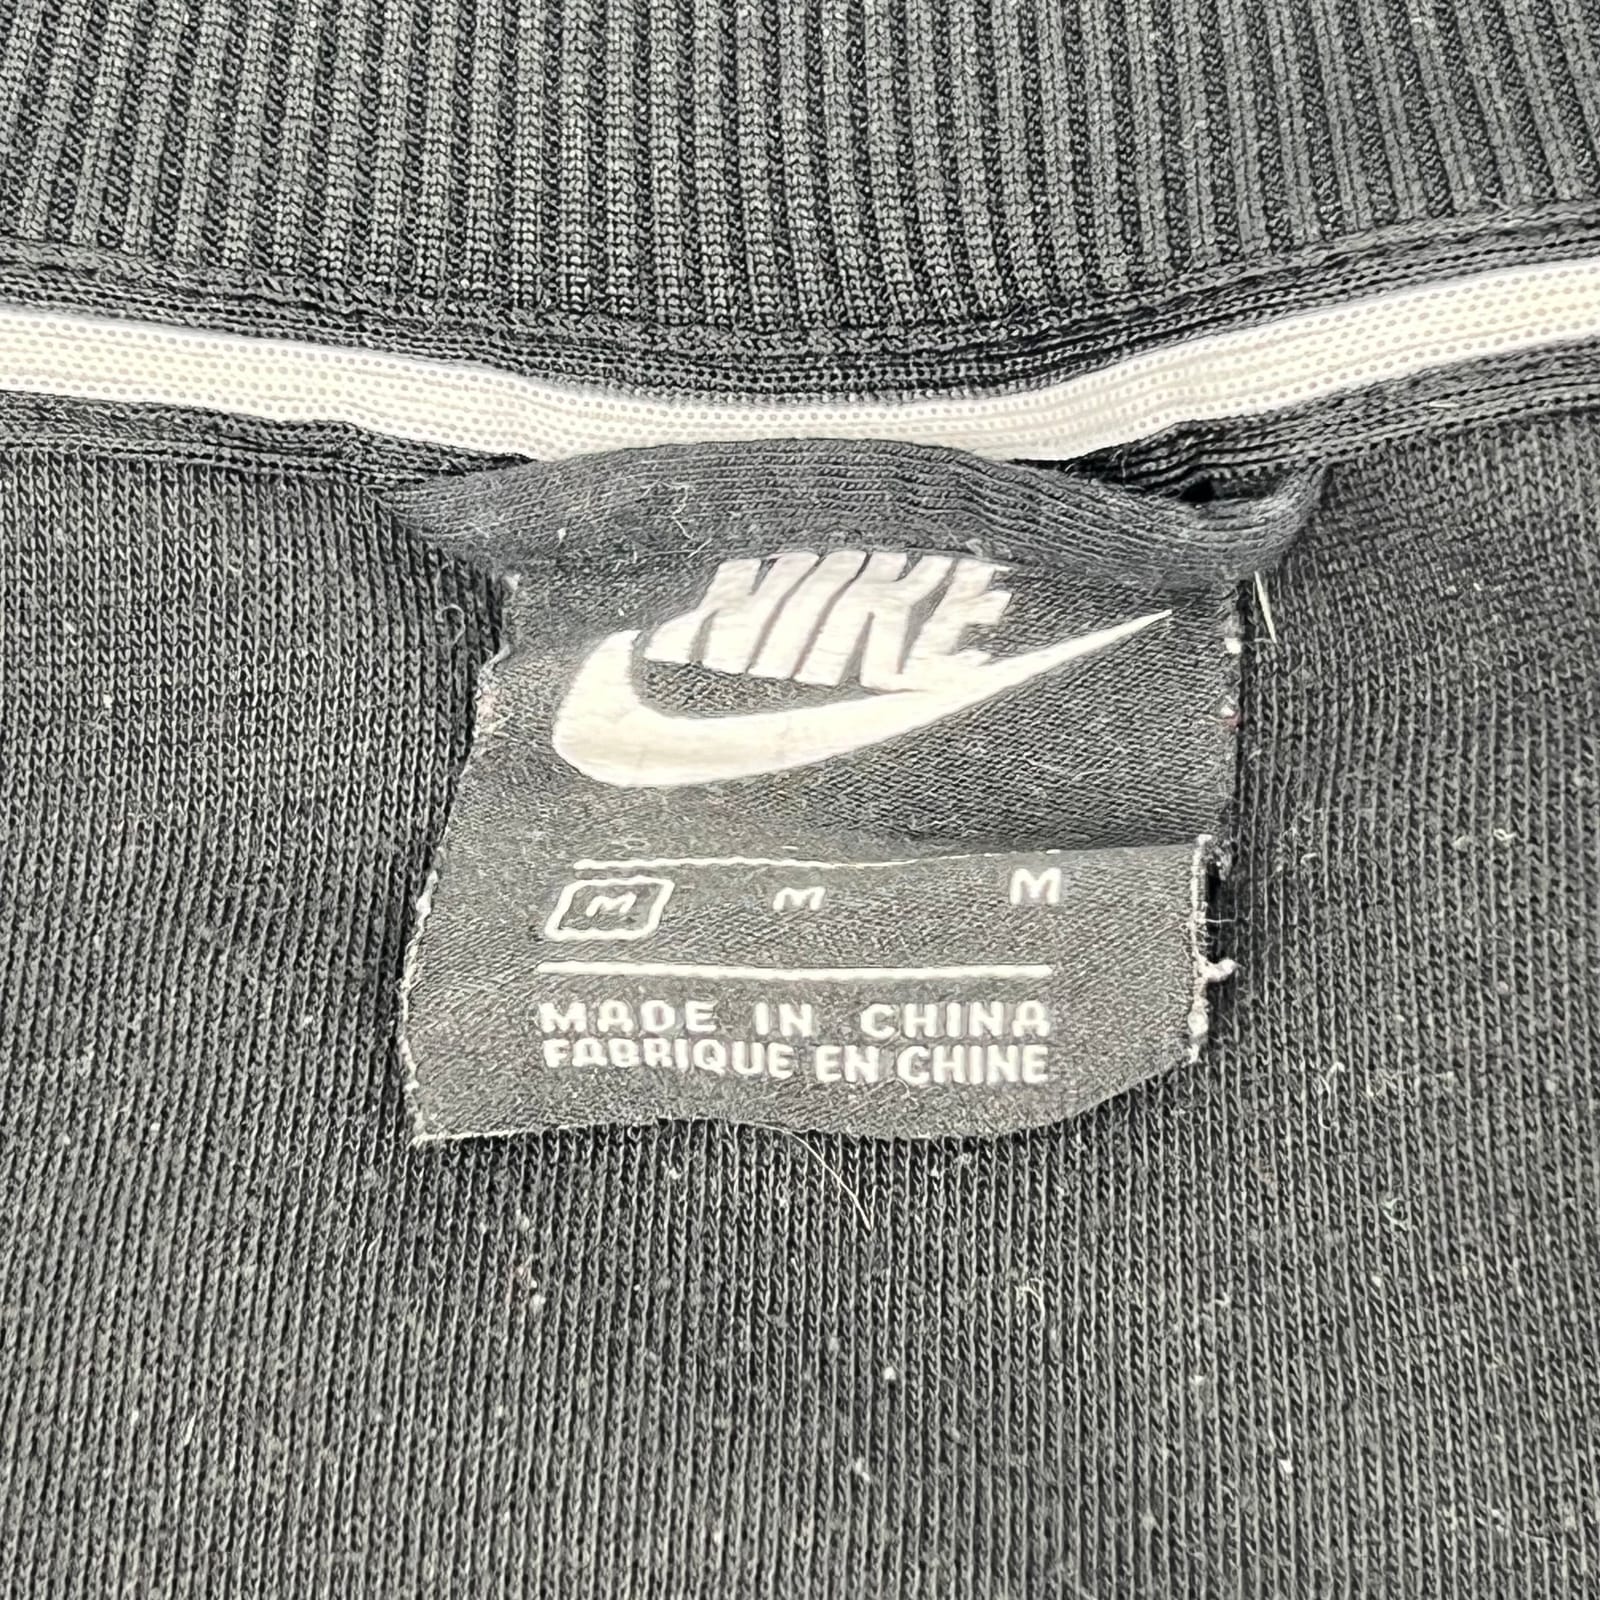 NIKE
M M M
MADE IN CHINA
FABRIQUE EN CHINE